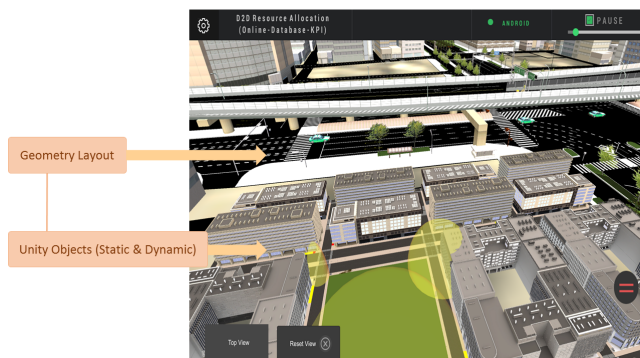 D2D Resource Allocation
(Online-Database-KPI)
ANDROID
PAUSE
Geometry Layout
Unity Objects (Static & Dynamic)
Top View
Reset View